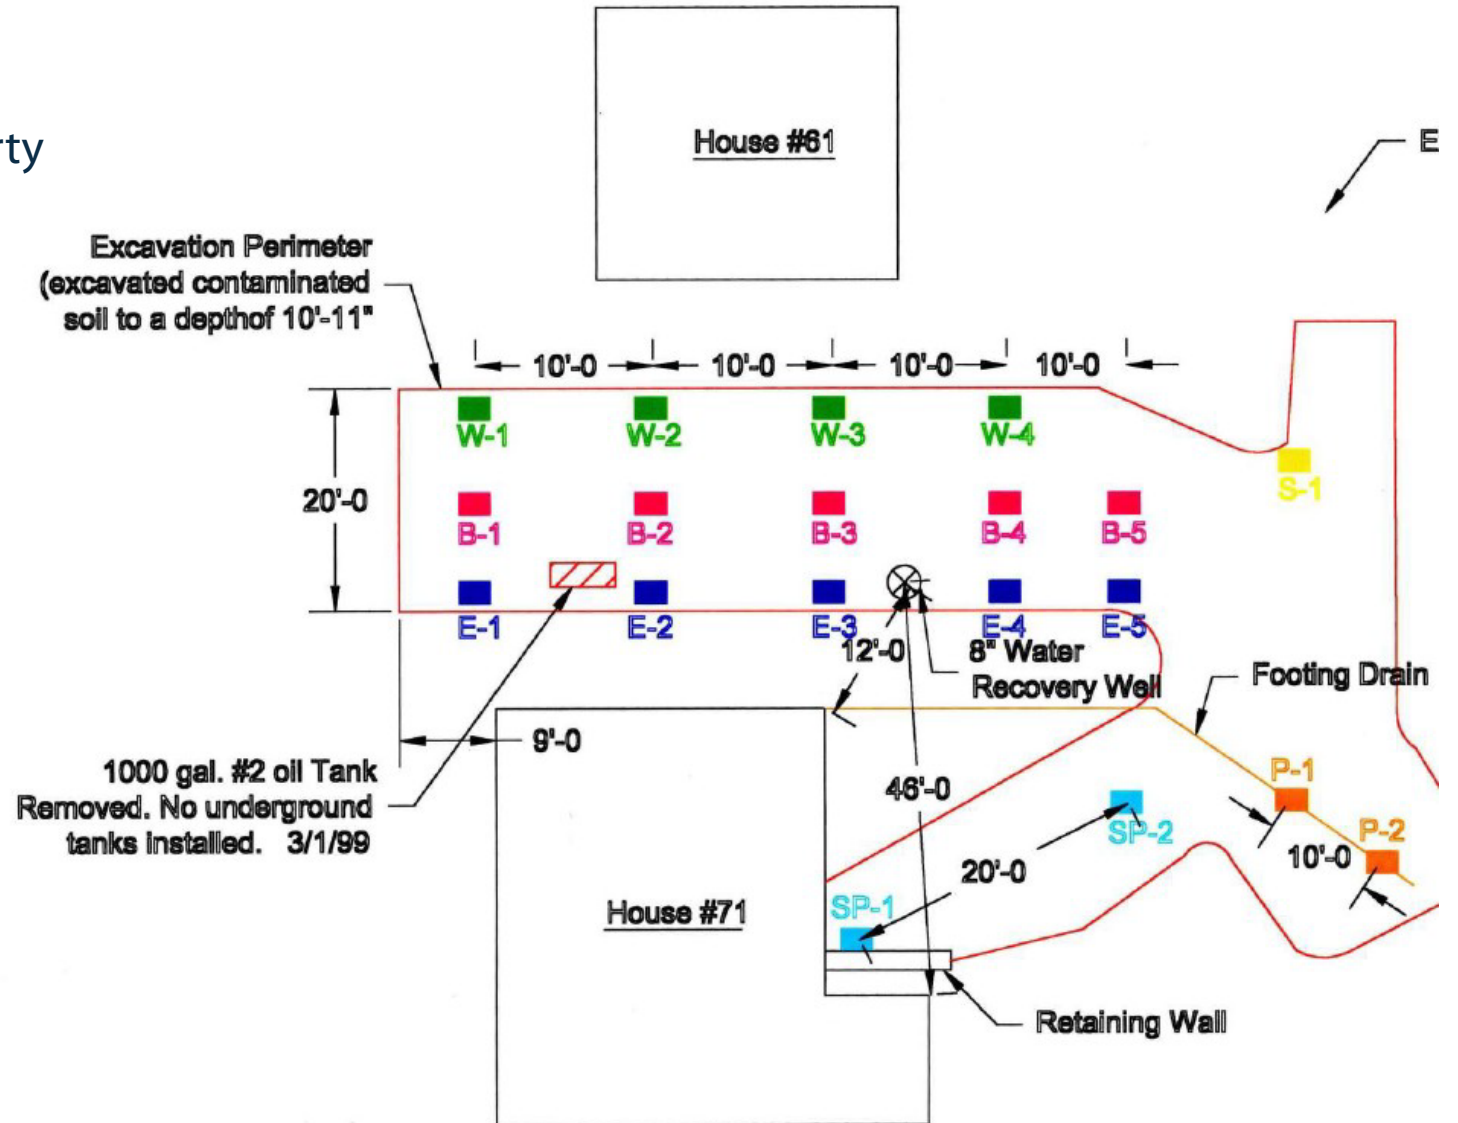 rty
House #61
E
Excavation Perimeter
(excavated contaminated
soil to a depthof 10'-11"
10'-0 10'-0 10'-0 10'-0
W-1 W-2 W-3 W-4
S-1
20'-0
B-1 B-2 B-3 B-4 B-5
E-1 E-2 E-3 E-4 E-5
12'-0
8" Water
Recovery Well
Footing Drain
9'-0
1000 gal. #2 oil Tank
Removed. No underground
tanks installed. 3/1/99
46'-0
P-1
SP-2
P-2
10'-0
20'-0
SP-1
House #71
Retaining Wall